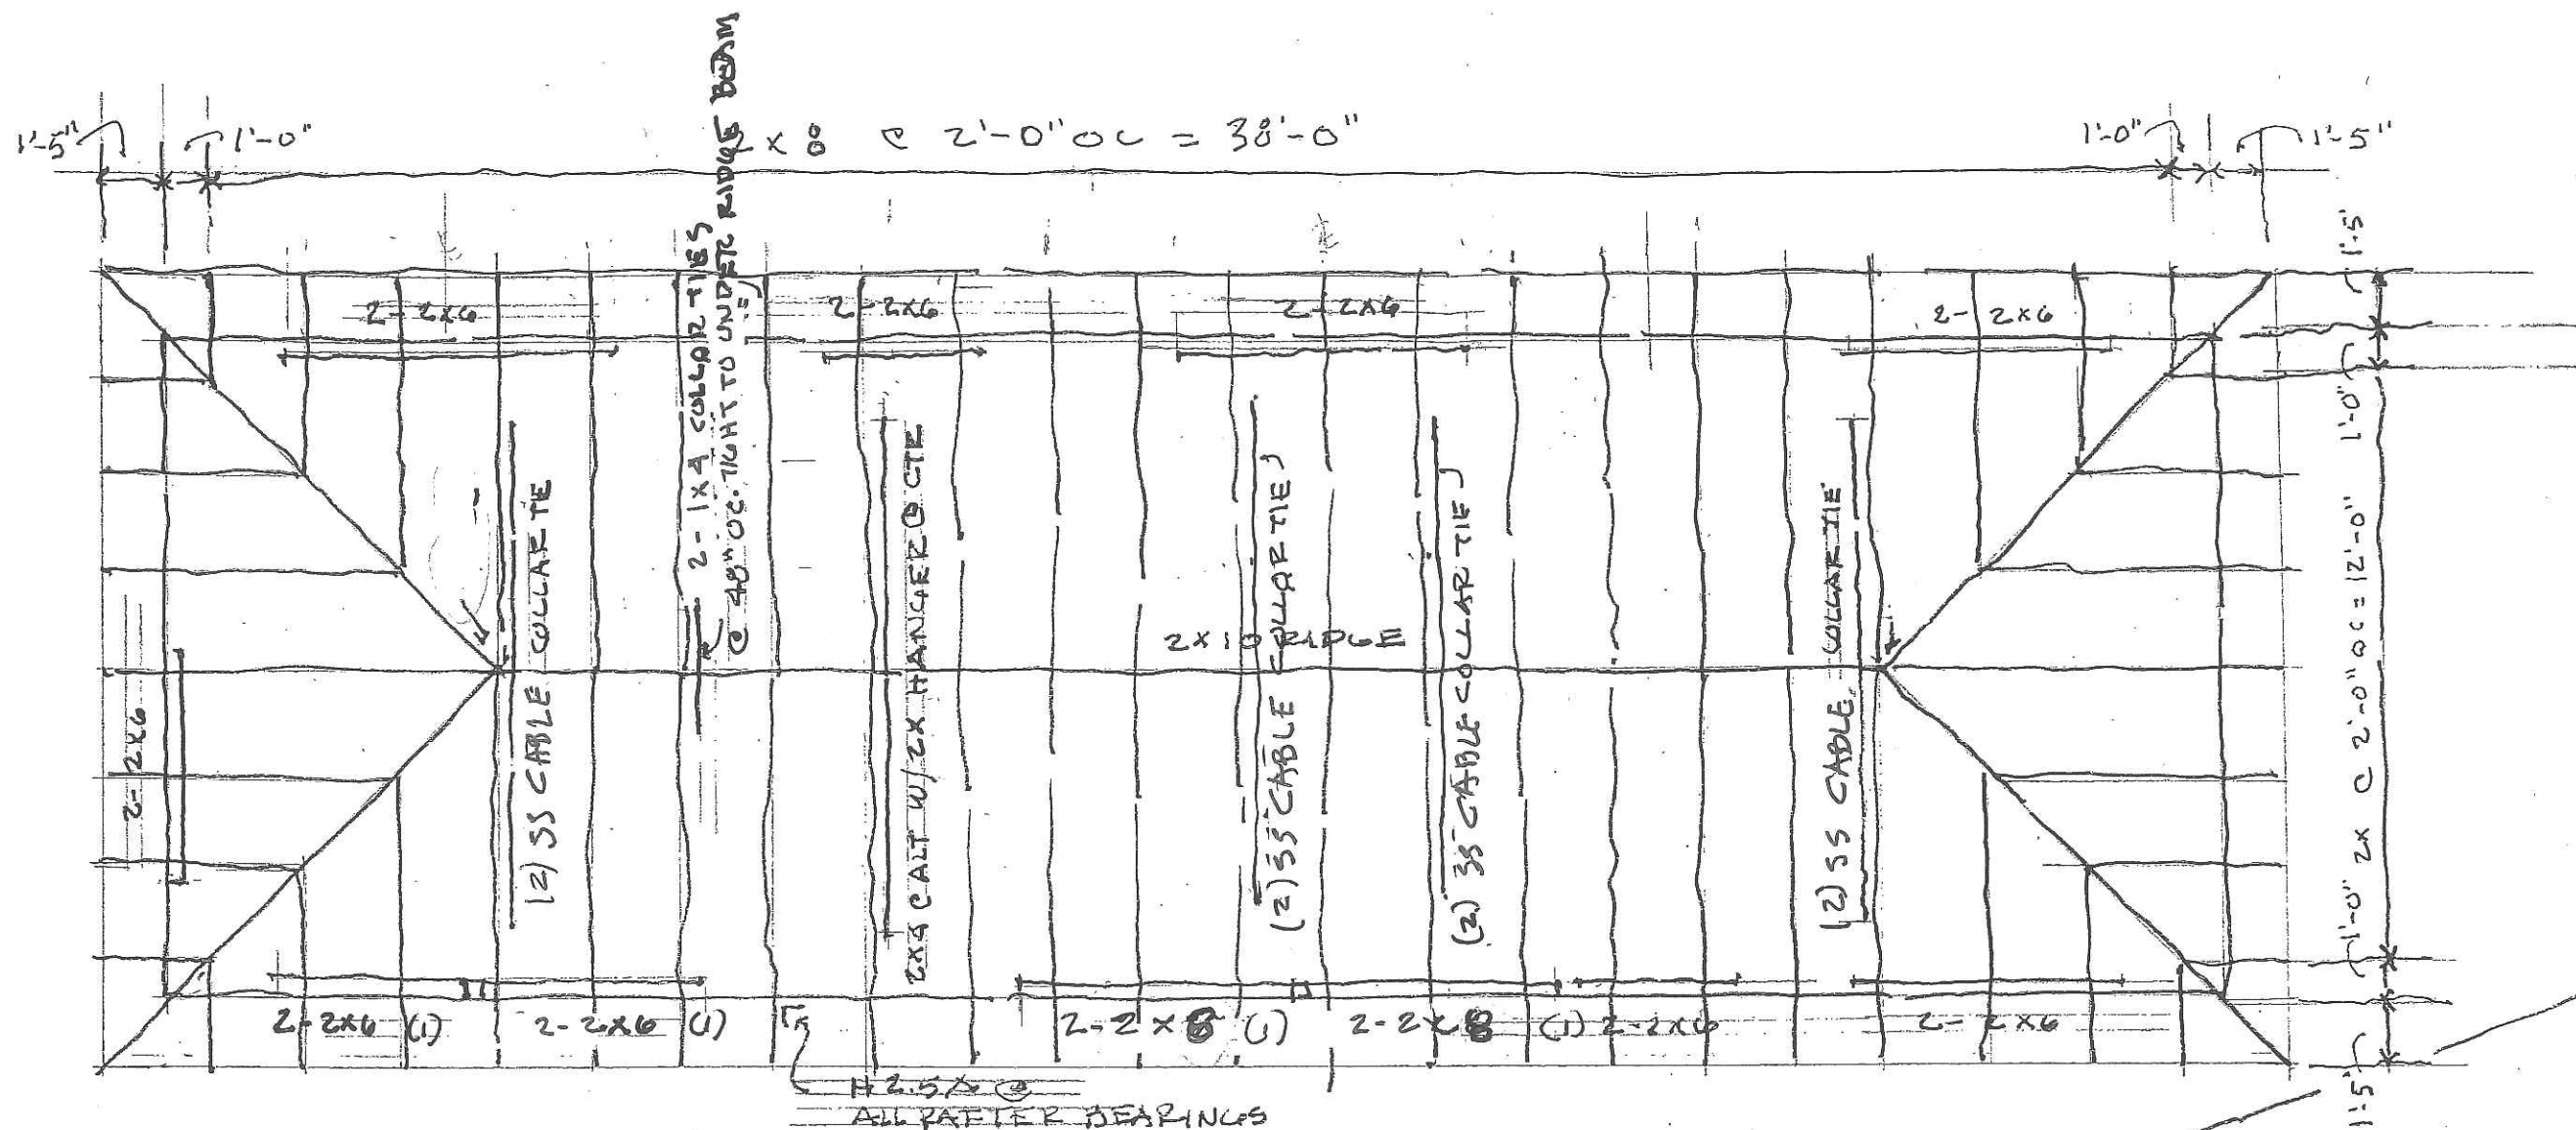 1'-5"
1'-0"
2 x 8 @ 2'-0" OC = 38'-0"
1'-0"
1'-5"
2-1x4 COLLAR TIES
@ 48" OC. TIGHT TO UNDER RIDGE BEAM
2-2x6
2-2x6
2-2x6
2-2x6
1'-5"
1'-0"
2x @ 2'-0" OC = 12'-0"
1'-0"
1'-5"
2-2x6
(2) SS CABLE COLLAR TIE
2x4 CALT W/2X HANGER @ CTR
(2) SS CABLE COLLAR TIE
(2) SS CABLE COLLAR TIE
(2) SS CABLE COLLAR TIE
2x10 RIDGE
2-2x6 (1)
2-2x6 (1)
2-2x8 (1)
2-2x8 (1)
2-2x6
2-2x6
H2.5A @
ALL RAFTER BEARINGS